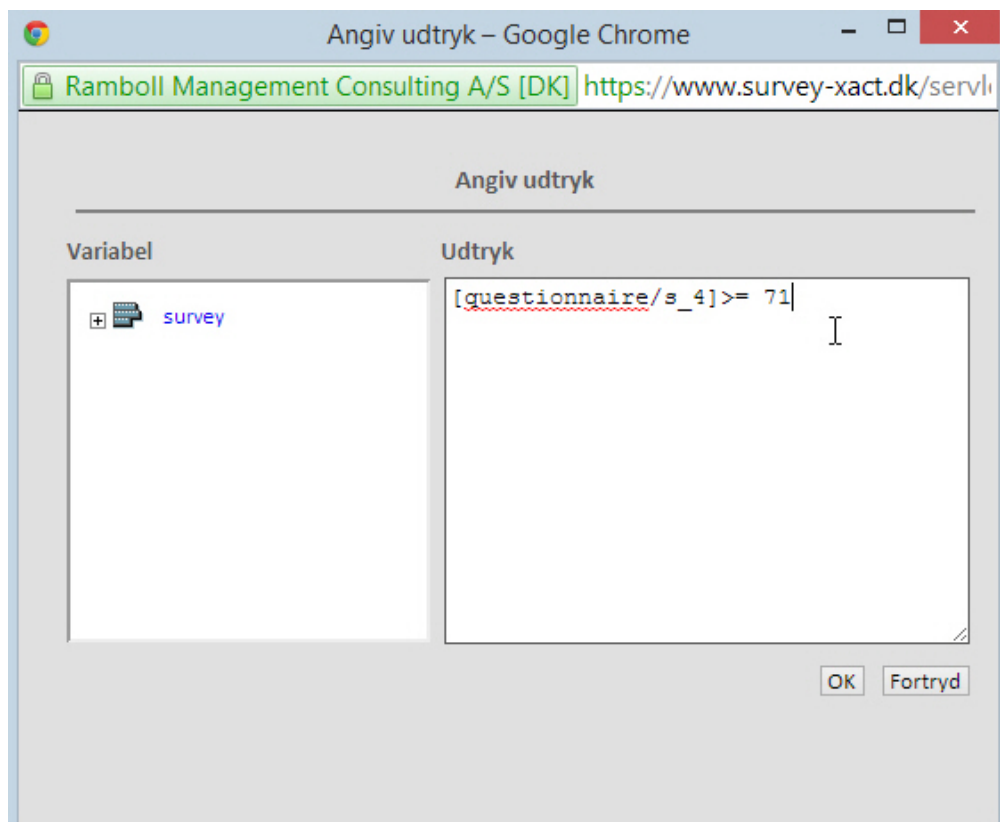 Angiv udtryk – Google Chrome
Ramboll Management Consulting A/S [DK] https://www.survey-xact.dk/servl
Angiv udtryk
Variabel
Udtryk
survey
[questionnaire/s_4]>= 71
OK
Fortryd